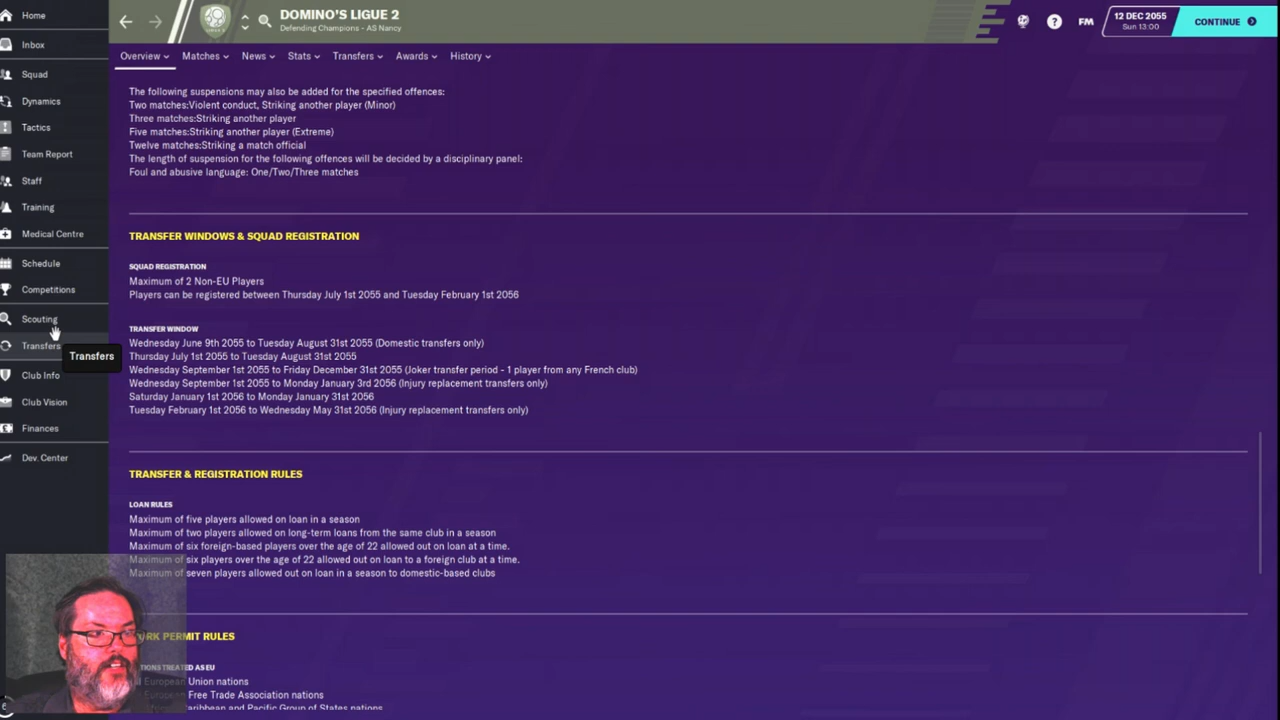 Home
Inbox
Squad
Dynamics
Tactics
Team Report
Staff
Training
Medical Centre
Schedule
Competitions
Scouting
Transfers
Transfers
Club Info
Club Vision
Finances
Dev. Center
DOMINO'S LIGUE 2
Defending Champions - AS Nancy
?
FM
12 DEC 2055
Sun 13:00
CONTINUE
Overview
Matches
News
Stats
Transfers
Awards
History
The following suspensions may also be added for the specified offences:
Two matches:Violent conduct, Striking another player (Minor)
Three matches:Striking another player
Five matches:Striking another player (Extreme)
Twelve matches:Striking a match official
The length of suspension for the following offences will be decided by a disciplinary panel:
Foul and abusive language: One/Two/Three matches
TRANSFER WINDOWS & SQUAD REGISTRATION
SQUAD REGISTRATION
Maximum of 2 Non-EU Players
Players can be registered between Thursday July 1st 2055 and Tuesday February 1st 2056
TRANSFER WINDOW
Wednesday June 9th 2055 to Tuesday August 31st 2055 (Domestic transfers only)
Thursday July 1st 2055 to Tuesday August 31st 2055
Wednesday September 1st 2055 to Friday December 31st 2055 (Joker transfer period - 1 player from any French club)
Wednesday September 1st 2055 to Monday January 3rd 2056 (Injury replacement transfers only)
Saturday January 1st 2056 to Monday January 31st 2056
Tuesday February 1st 2056 to Wednesday May 31st 2056 (Injury replacement transfers only)
TRANSFER & REGISTRATION RULES
LOAN RULES
Maximum of five players allowed on loan in a season
Maximum of two players allowed on long-term loans from the same club in a season
Maximum of six foreign-based players over the age of 22 allowed out on loan at a time.
Maximum of six players over the age of 22 allowed out on loan to a foreign club at a time.
Maximum of seven players allowed out on loan in a season to domestic-based clubs
PERMIT RULES
TREATED AS EU
European Union nations
Free Trade Association nations
and Pacific Group of States nations